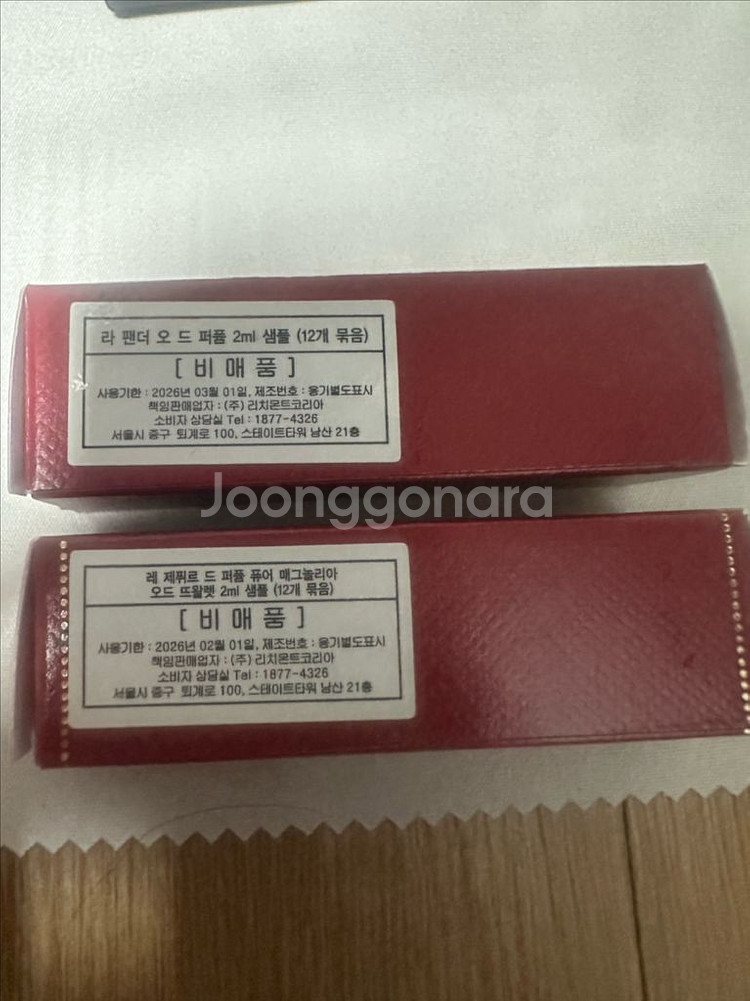 라 팬더 오 드 퍼퓸 2ml 샘플 (12개 묶음)
[ 비 매 품 ]
사용기한 : 2026년 03월 01일, 제조번호 : 용기별도표시
책임판매업자 : (주) 리치몬트코리아
소비자 상담실 Tel : 1877-4326
서울시 중구 퇴계로 100, 스테이트타워 남산 21층
Joonggonara
레 제퓌르 드 퍼퓸 퓨어 매그놀리아
오드 뜨왈렛 2ml 샘플 (12개 묶음)
[ 비 매 품 ]
사용기한 : 2026년 02월 01일, 제조번호 : 용기별도표시
책임판매업자 : (주) 리치몬트코리아
소비자 상담실 Tel : 1877-4326
서울시 중구 퇴계로 100, 스테이트타워 남산 21층